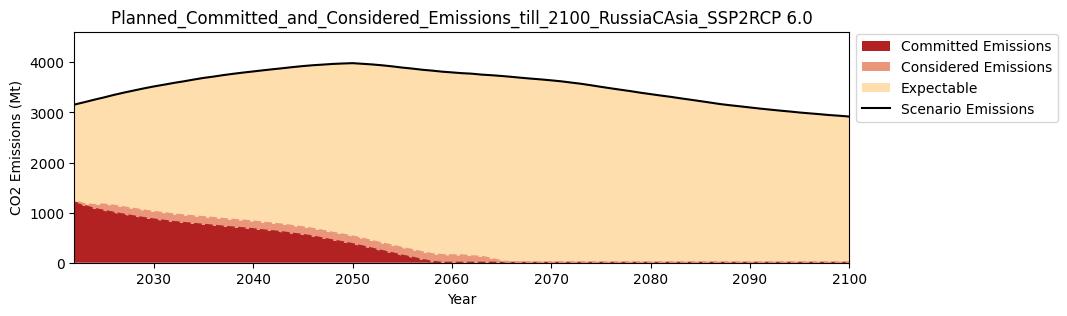 Planned_Committed_and_Considered_Emissions_till_2100_RussiaCAsia_SSP2RCP 6.0
CO2 Emissions (Mt)
4000
3000
2000
1000
0
2030 2040 2050 2060 2070 2080 2090 2100
Year
Committed Emissions
Considered Emissions
Expectable
Scenario Emissions